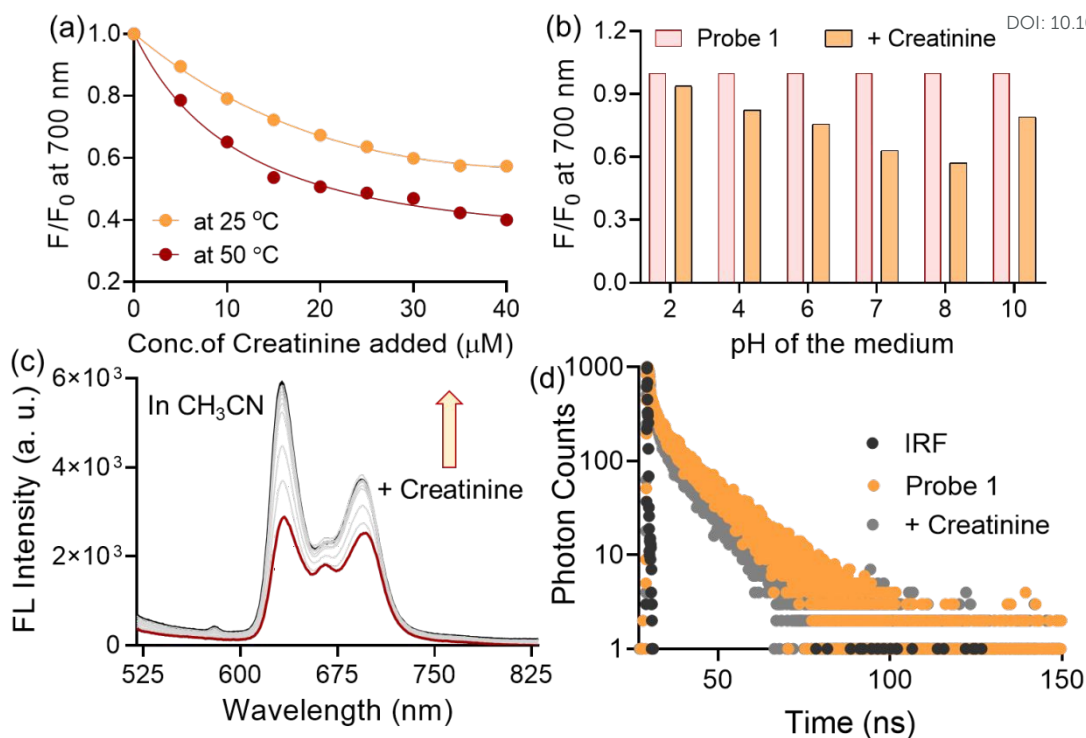 DOI: 10.10
(a)
1.0
0.8
0.6
0.4
0.2
F/F₀ at 700 nm
at 25 °C
at 50 °C
0 10 20 30 40
Conc.of Creatinine added (μM)
(b)
Probe 1 + Creatinine
1.2
0.9
0.6
0.3
0.0
F/F₀ at 700 nm
2 4 6 7 8 10
pH of the medium
(c)
6×10³
4×10³
2×10³
0
FL Intensity (a. u.)
In CH₃CN
+ Creatinine
525 600 675 750 825
Wavelength (nm)
(d)
1000
100
10
1
Photon Counts
IRF
Probe 1
+ Creatinine
50 100 150
Time (ns)